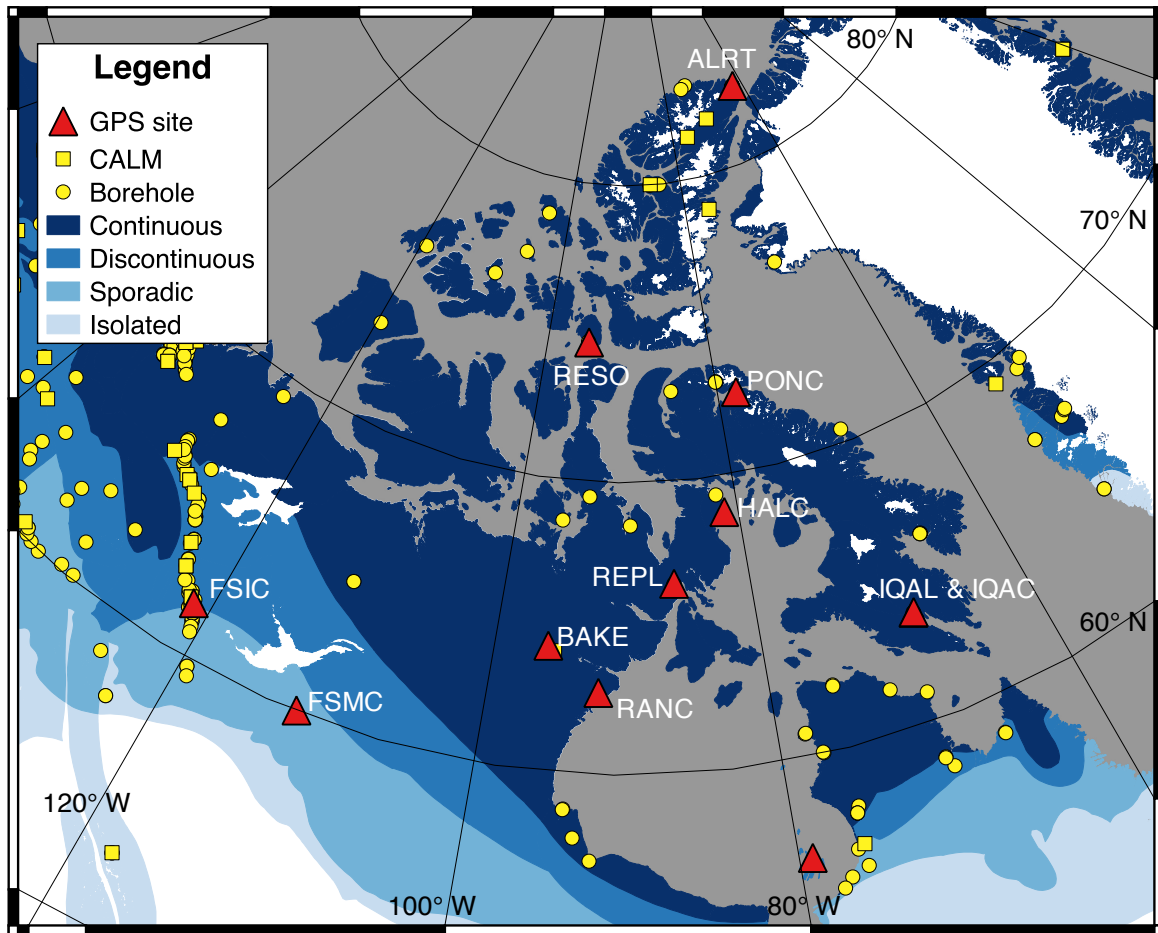 80° N
ALRT
Legend
GPS site
CALM
Borehole
Continuous
Discontinuous
Sporadic
Isolated
70° N
RESO
PONC
HALC
REPL
FSIC
IQAL & IQAC
60° N
BAKE
FSMC
RANC
120° W
100° W
80° W